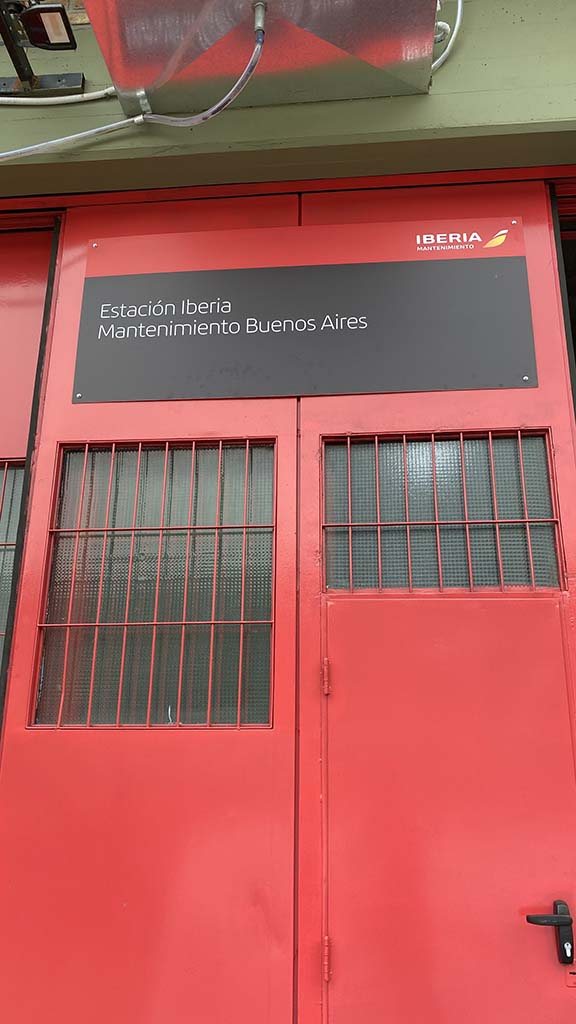 IBERIA
MANTENIMIENTO
Estación Iberia
Mantenimiento Buenos Aires